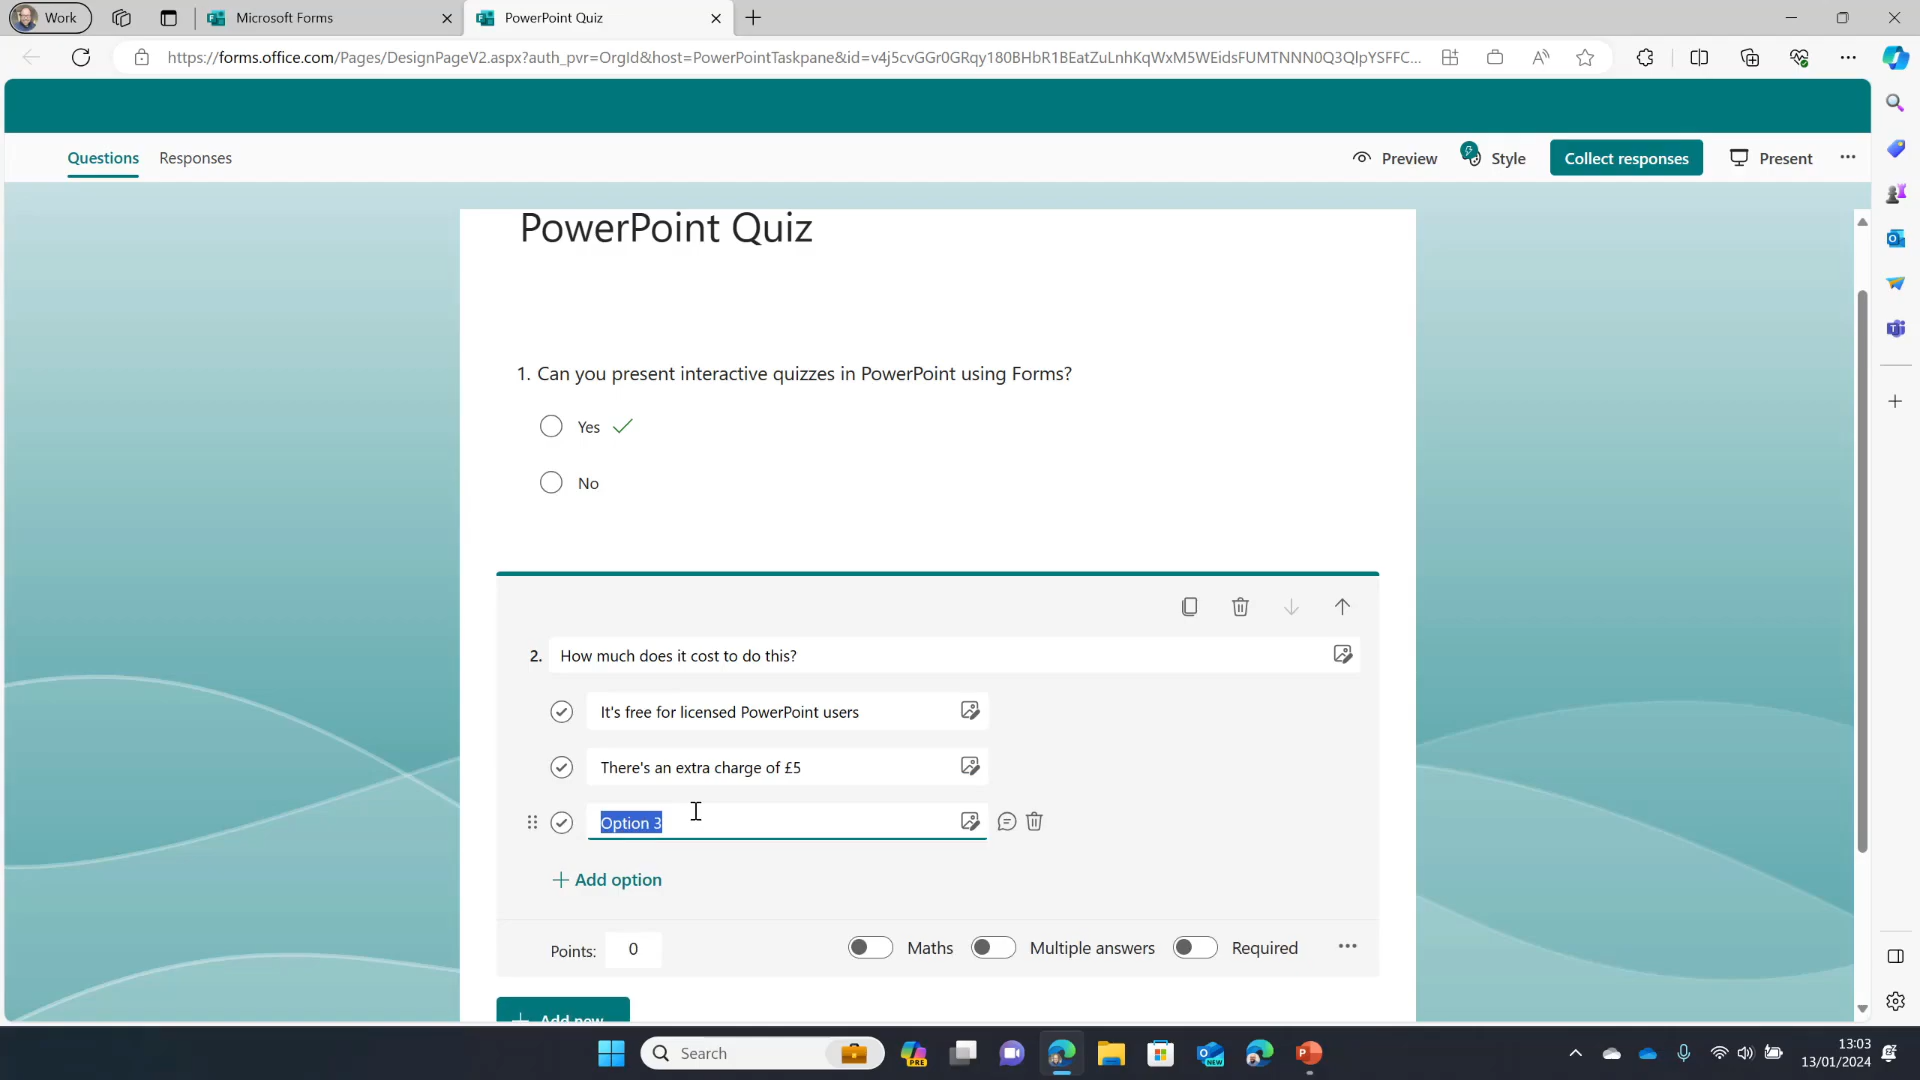 Work
Microsoft Forms
PowerPoint Quiz
https://forms.office.com/Pages/DesignPageV2.aspx?auth_pvr=OrgId&host=PowerPointTaskpane&id=v4j5cvGGr0GRqy180BHbR1BEatZuLnhKqWxM5WEidsFUMTNNN0Q3QlpYSFFC...
Questions
Responses
Preview
Style
Collect responses
Present
PowerPoint Quiz
1. Can you present interactive quizzes in PowerPoint using Forms?
Yes
No
2. How much does it cost to do this?
It's free for licensed PowerPoint users
There's an extra charge of £5
Option 3
+ Add option
Points: 0
Maths
Multiple answers
Required
+ Add new
Search
PRE
NEW
13:03
13/01/2024